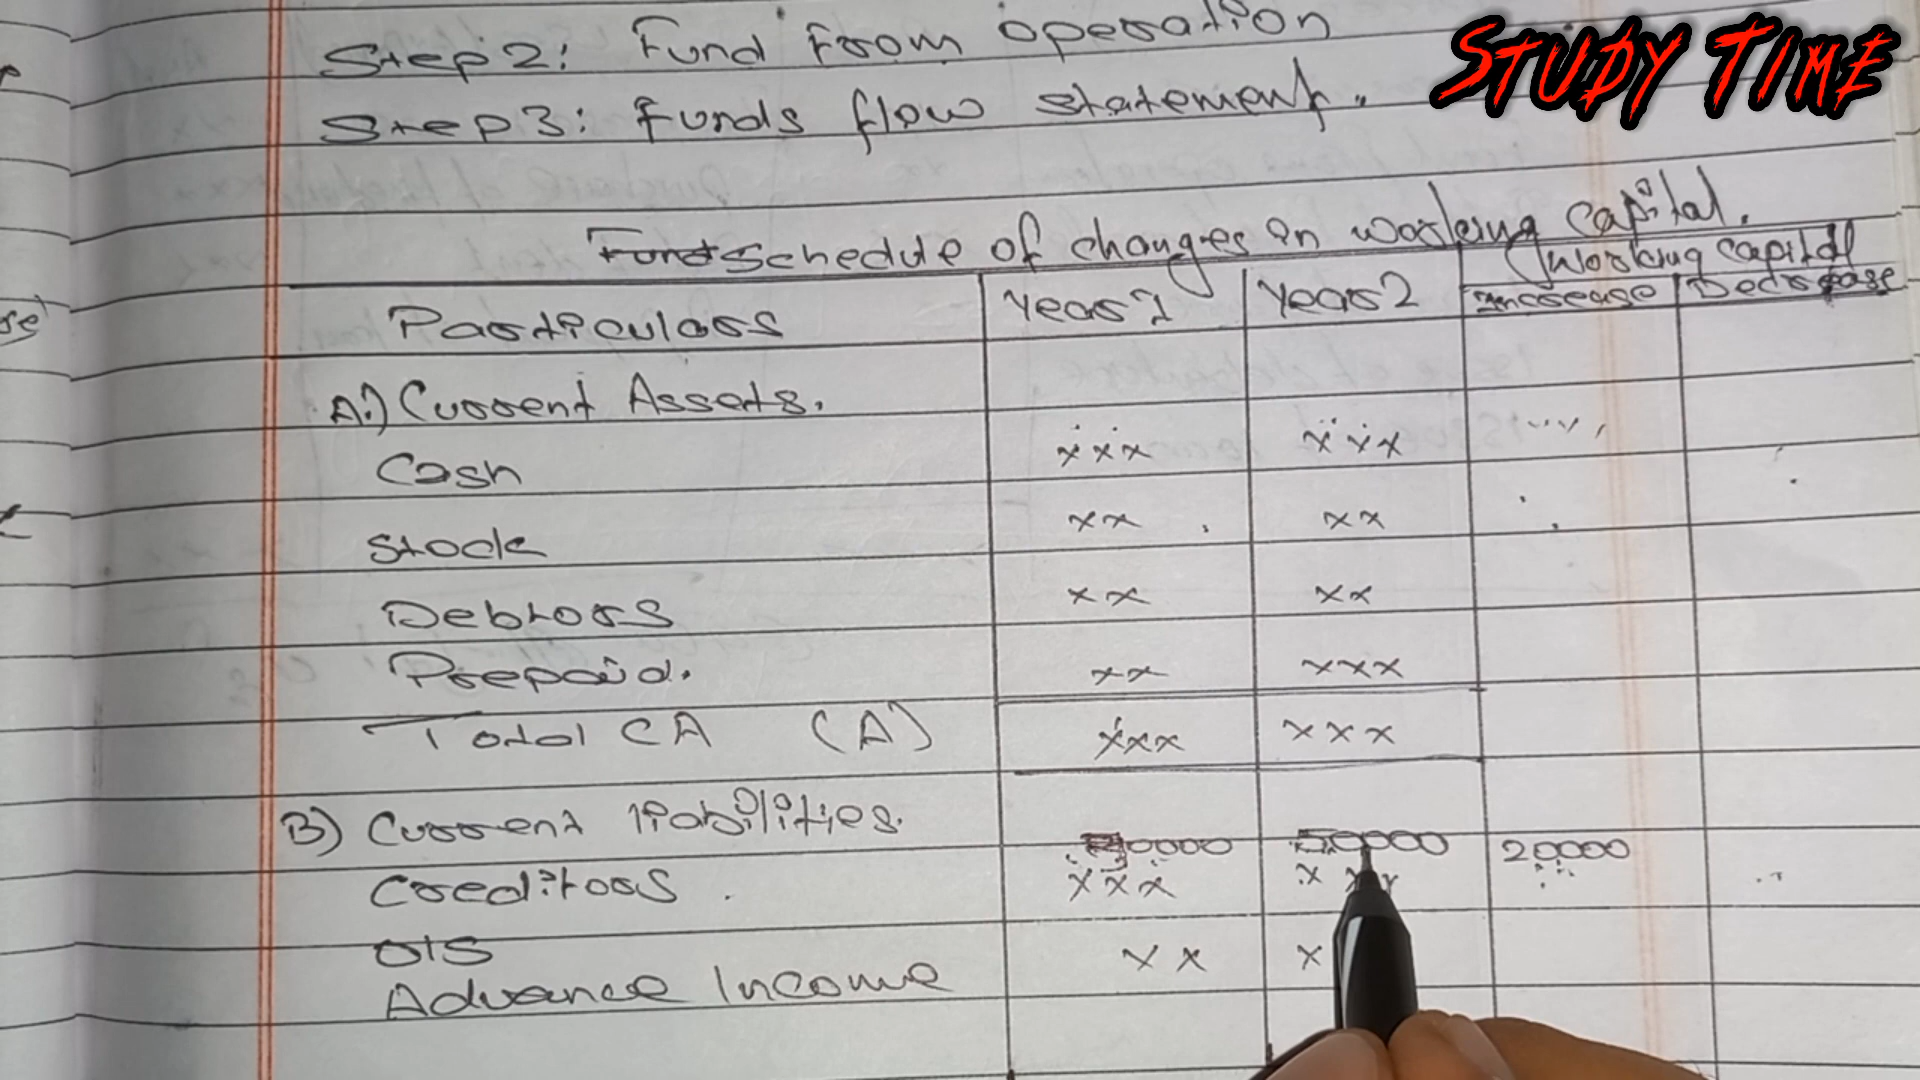 Step 2: Fund From operation
STUDY TIME
Step 3: Funds flow statement.
Fund Schedule of changes in working capital.
Working capital
Particulars Year 1 Year 2 Increase Decrease
A.) Current Assets.
Cash xxx xxx
Stock xx xx
Debtors xx xx
Prepaid. xx xxx
Total CA (A) xxx xxx
B) Current liabilities.
0000 50000 20000
Creditors xxx x
O/S xx x
Advance Income